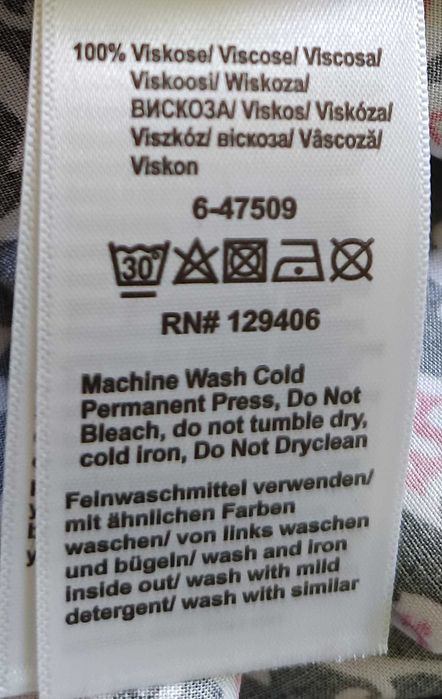 100% Viskose/ Viscose/ Viscosa/
Viskoosi/ Wiskoza/
ВИСКОЗА/ Viskos/ Viskóza/
Viszkóz/ віскоза/ Vâscoză/
Viskon
6-47509
30°
RN# 129406
Machine Wash Cold
Permanent Press, Do Not
Bleach, do not tumble dry,
cold iron, Do Not Dryclean
Feinwaschmittel verwenden/
mit ähnlichen Farben
waschen/ von links waschen
und bügeln/ wash and iron
inside out/ wash with mild
detergent/ wash with similar